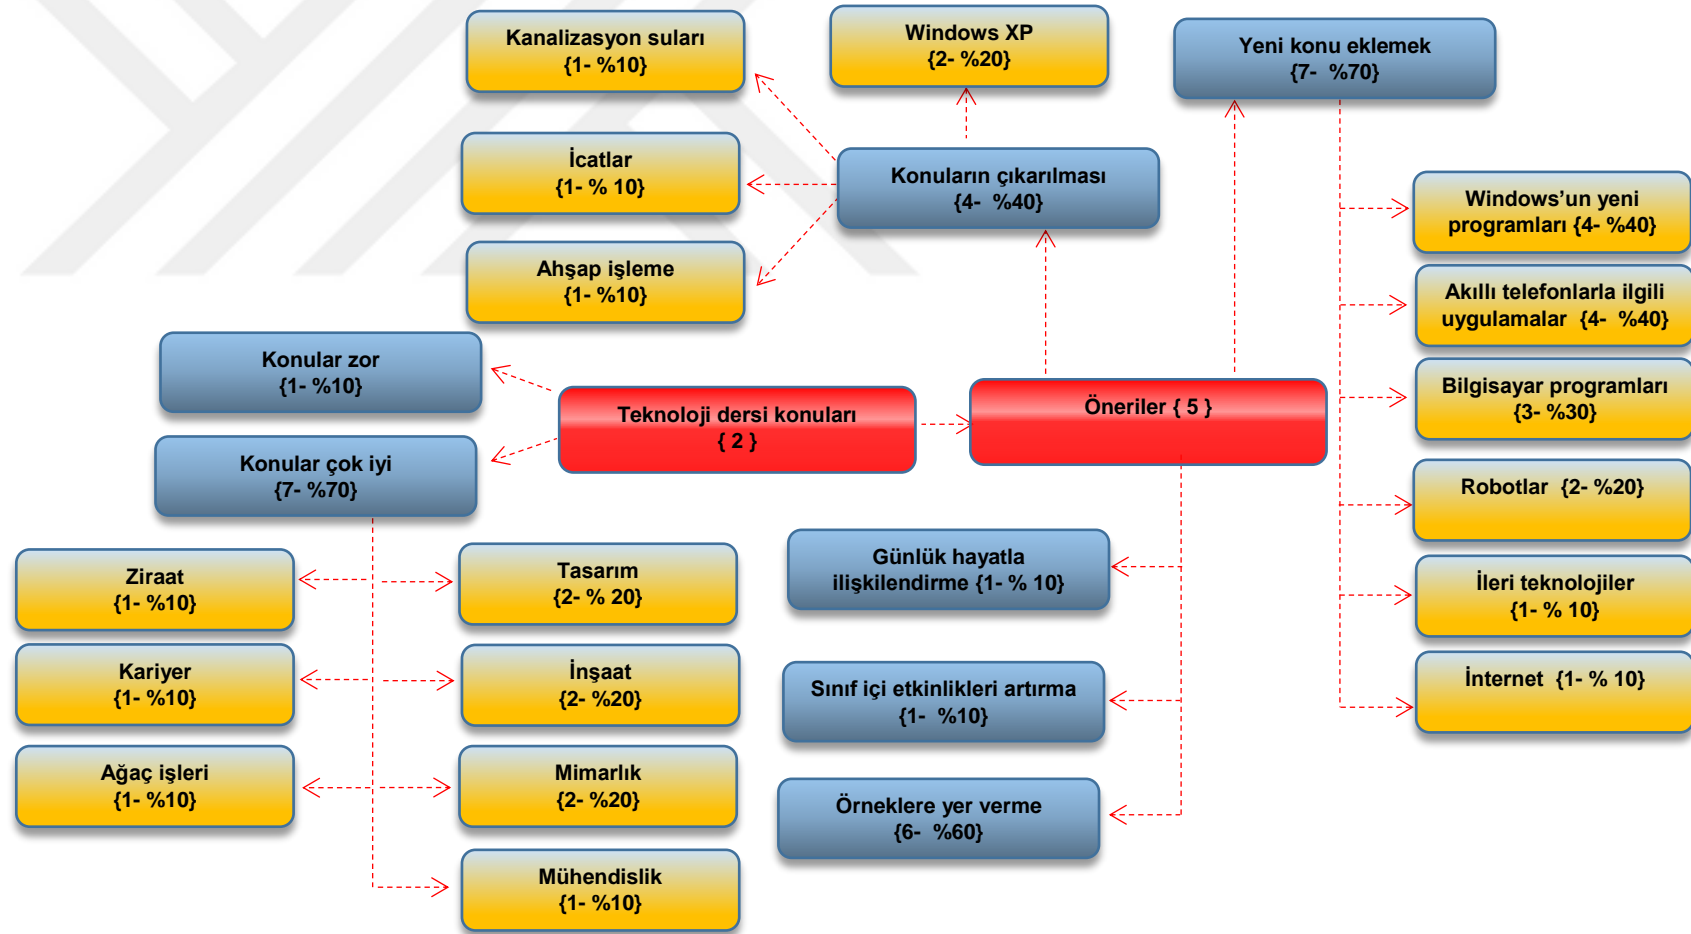 Kanalizasyon suları
{1- %10}
Windows XP
{2- %20}
Yeni konu eklemek
{7-  %70}
İcatlar
{1- % 10}
Konuların çıkarılması
{4-  %40}
Ahşap işleme
{1- %10}
Windows’un yeni
programları {4- %40}
Akıllı telefonlarla ilgili
uygulamalar  {4-  %40}
Bilgisayar programları
{3- %30}
Robotlar  {2- %20}
İleri teknolojiler
{1- % 10}
İnternet  {1- % 10}
Konular zor
{1- %10}
Teknoloji dersi konuları
{ 2 }
Öneriler { 5 }
Konular çok iyi
{7- %70}
Ziraat
{1- %10}
Tasarım
{2- % 20}
Kariyer
{1- %10}
İnşaat
{2- %20}
Ağaç işleri
{1- %10}
Mimarlık
{2- %20}
Mühendislik
{1- %10}
Günlük hayatla
ilişkilendirme {1- % 10}
Sınıf içi etkinlikleri artırma
{1-  %10}
Örneklere yer verme
{6-  %60}